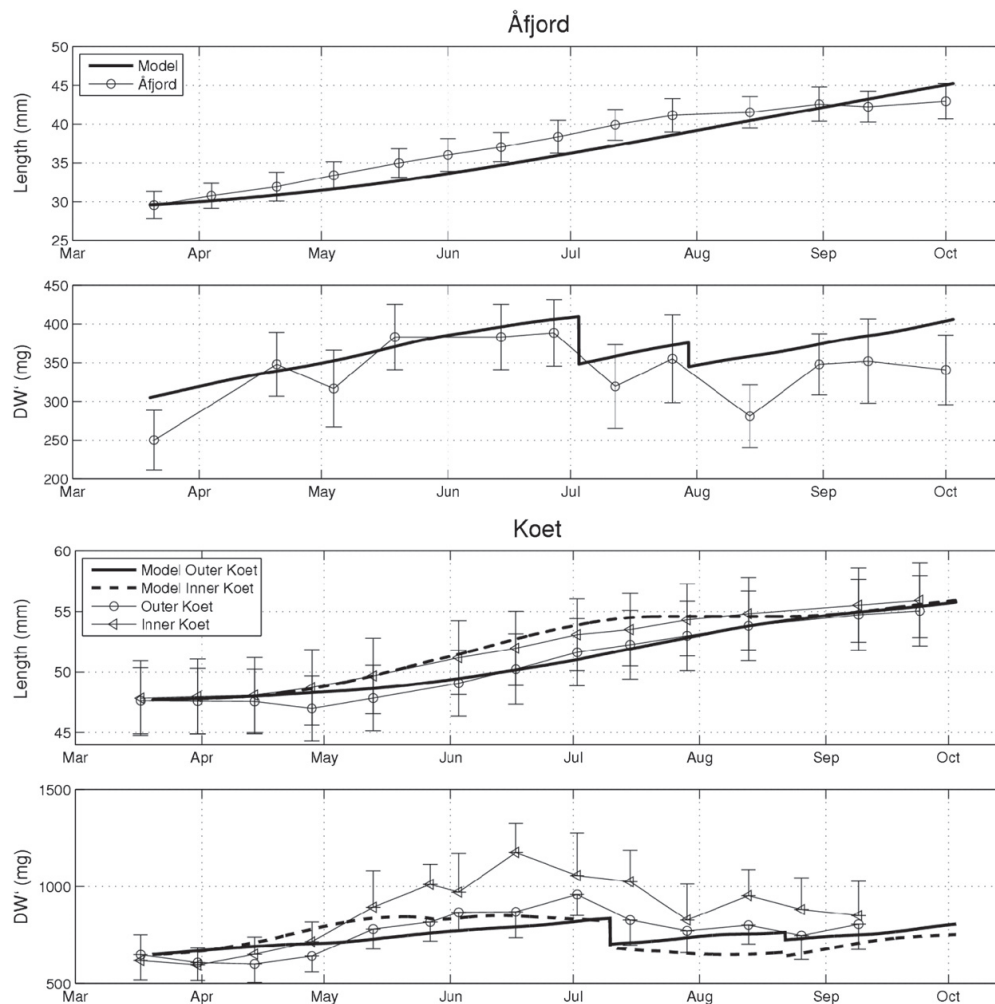 Åfjord
50
45
40
35
30
25
Length (mm)
Model
Åfjord
Mar Apr May Jun Jul Aug Sep Oct
450
400
350
300
250
200
DW' (mg)
Mar Apr May Jun Jul Aug Sep Oct
Koet
60
55
50
45
Length (mm)
Model Outer Koet
Model Inner Koet
Outer Koet
Inner Koet
Mar Apr May Jun Jul Aug Sep Oct
1500
1000
500
DW' (mg)
Mar Apr May Jun Jul Aug Sep Oct